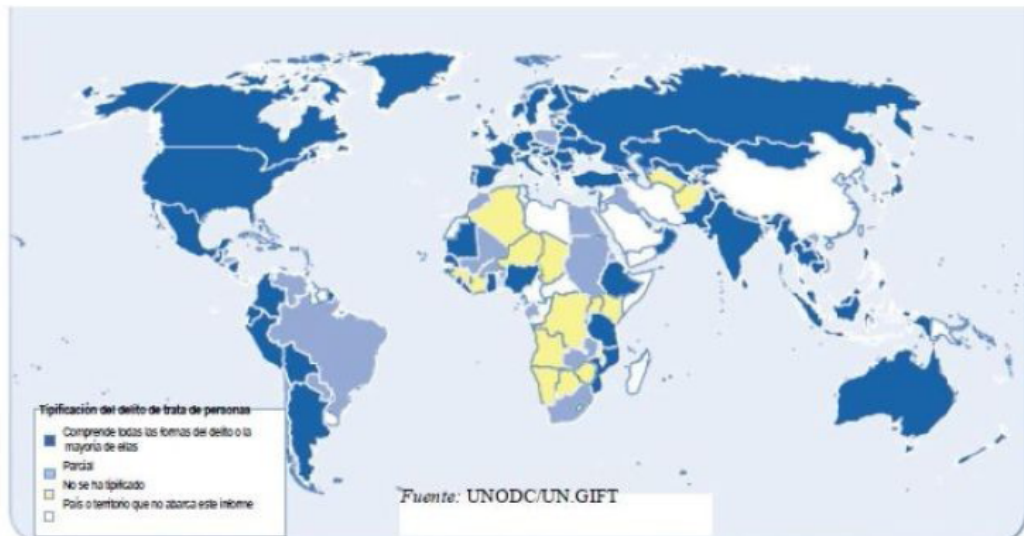 Tipificación del delito de trata de personas
Comprende todas las formas del delito o la
mayoría de ellas
Parcial
No se ha tipificado
País o territorio que no abarca este informe
Fuente: UNODC/UN.GIFT